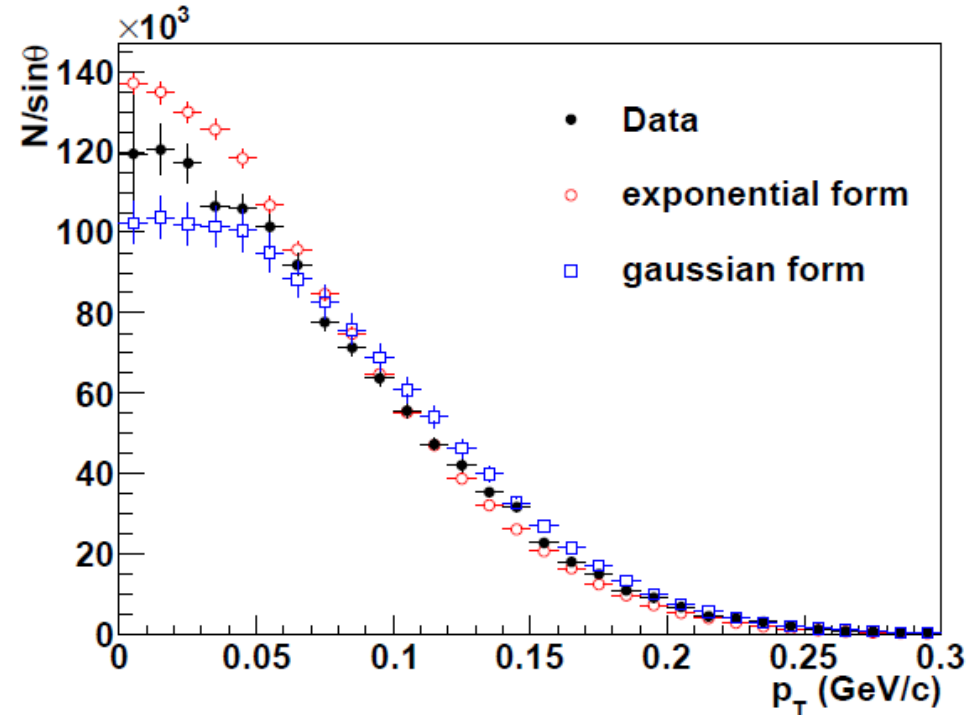 ×10³
N/sinθ
140
120
100
80
60
40
20
0
Data
exponential form
gaussian form
0 0.05 0.1 0.15 0.2 0.25 0.3
p_T (GeV/c)